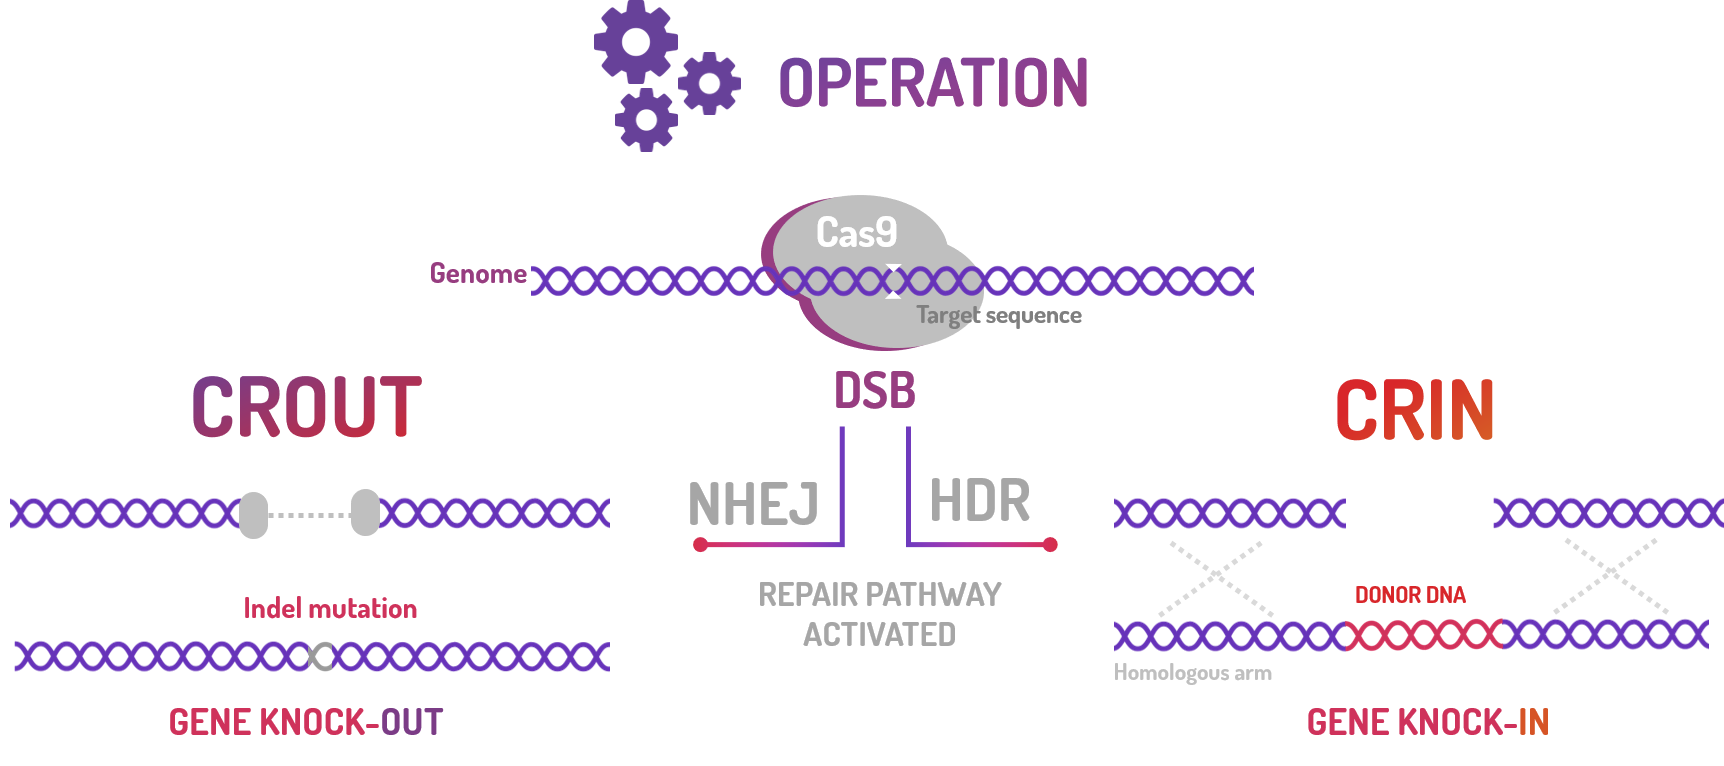 OPERATION
Cas9
Genome
Target sequence
CROUT
DSB
CRIN
NHEJ
HDR
REPAIR PATHWAY
ACTIVATED
Indel mutation
DONOR DNA
Homologous arm
GENE KNOCK-OUT
GENE KNOCK-IN